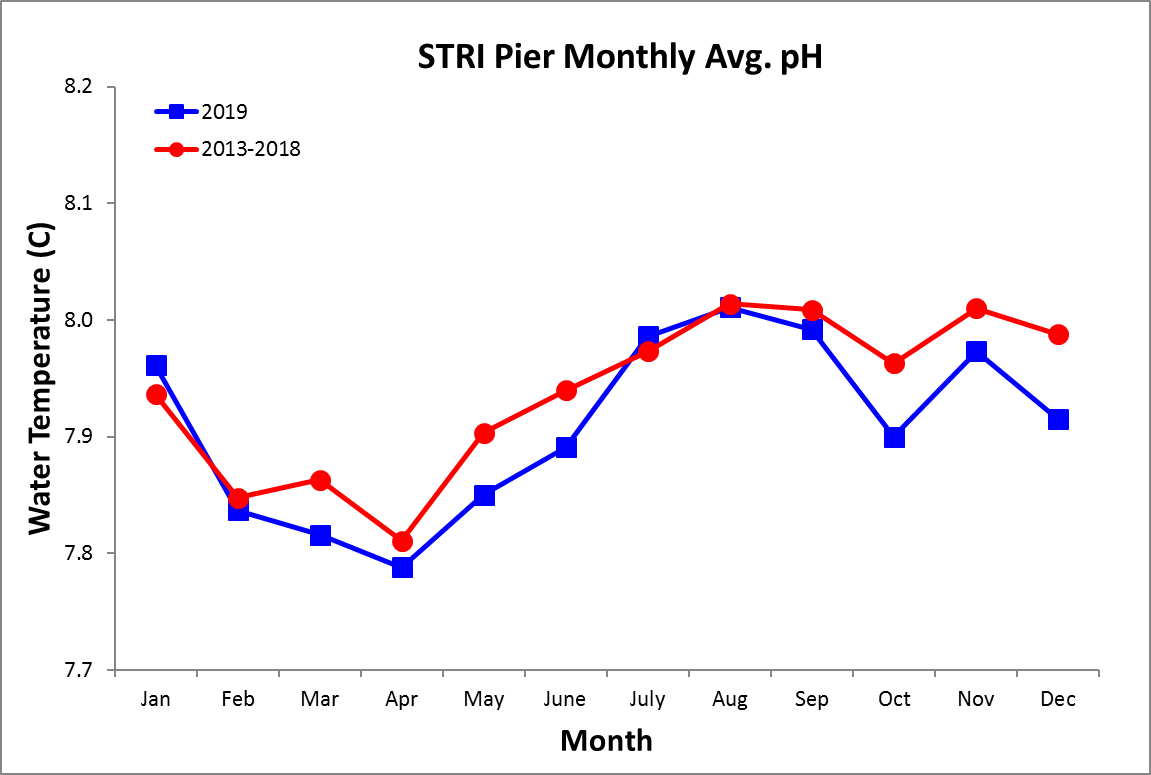 STRI Pier Monthly Avg. pH
8.2
2019
2013-2018
8.1
8.0
7.9
7.8
7.7
Water Temperature (C)
Jan Feb Mar Apr May June July Aug Sep Oct Nov Dec
Month